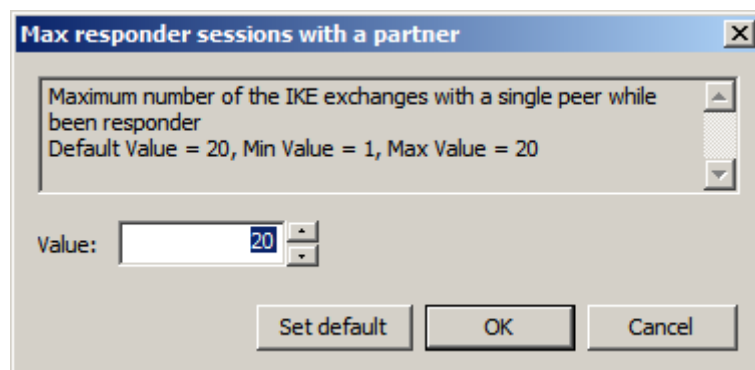 Max responder sessions with a partner
Maximum number of the IKE exchanges with a single peer while
been responder
Default Value = 20, Min Value = 1, Max Value = 20
Value: 20
Set default OK Cancel